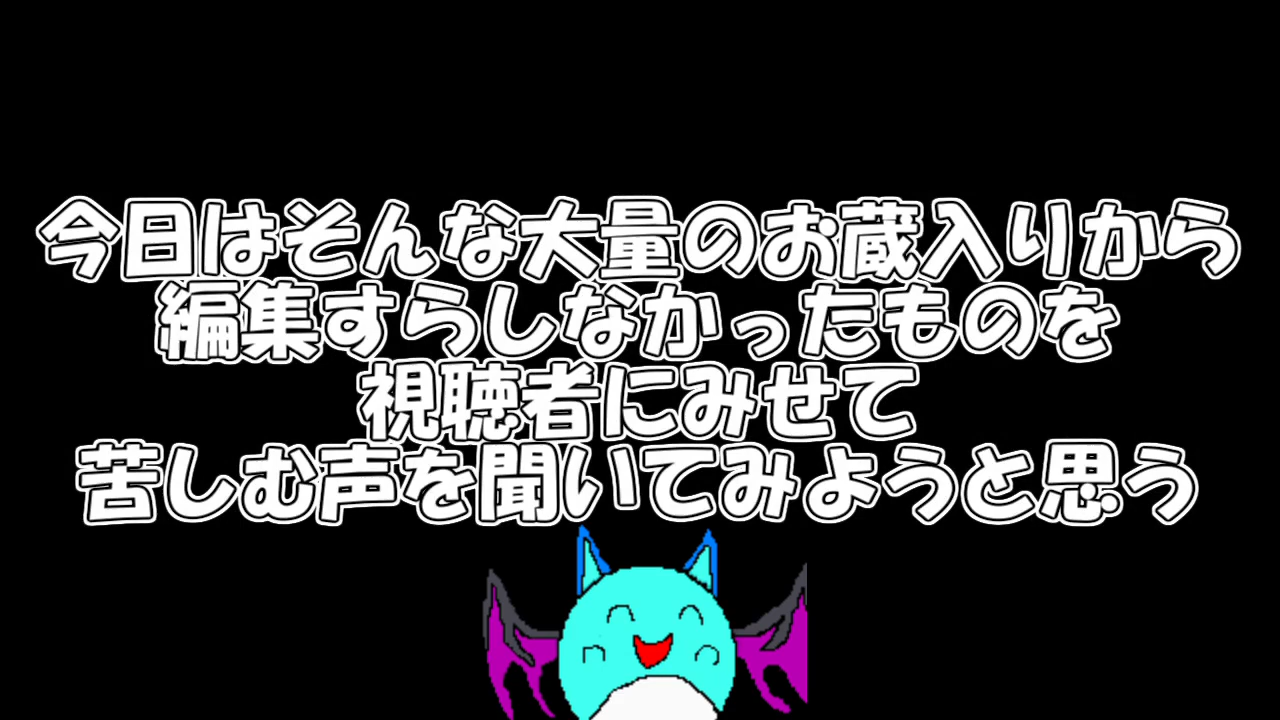 今日はそんな大量のお蔵入りから
編集すらしなかったものを
視聴者にみせて
苦しむ声を聞いてみようと思う